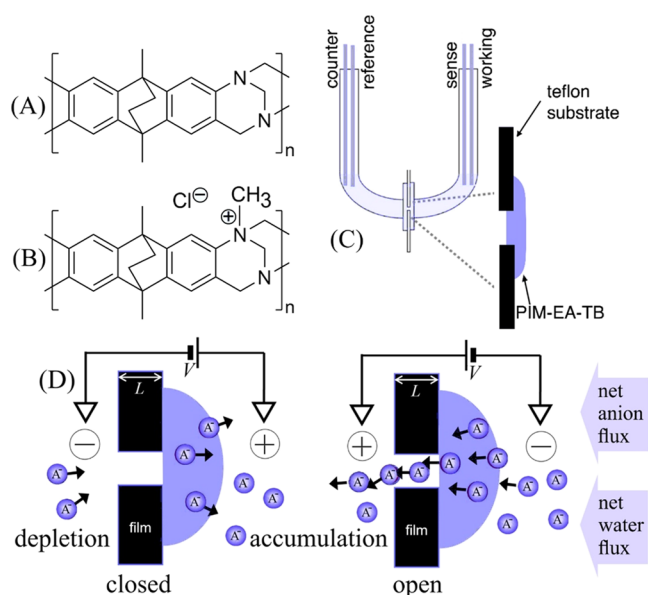 (A)
N
N
n
(B)
Cl⊖
CH3
⊕
N
N
n
counter
reference
sense
working
teflon
substrate
(C)
PIM-EA-TB
(D)
V
L
−
+
A⁻
A⁻
A⁻
A⁻
A⁻
A⁻
A⁻
A⁻
depletion
film
accumulation
closed
V
L
+
−
A⁻
A⁻
A⁻
A⁻
A⁻
A⁻
A⁻
A⁻
A⁻
A⁻
A⁻
A⁻
A⁻
film
open
net
anion
flux
net
water
flux